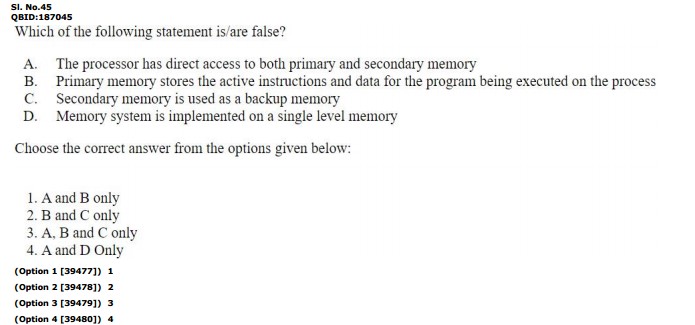 SI. No.45
QBID:187045
Which of the following statement is/are false?
A. The processor has direct access to both primary and secondary memory
B. Primary memory stores the active instructions and data for the program being executed on the process
C. Secondary memory is used as a backup memory
D. Memory system is implemented on a single level memory
Choose the correct answer from the options given below:
1. A and B only
2. B and C only
3. A, B and C only
4. A and D Only
(Option 1 [39477]) 1
(Option 2 [39478]) 2
(Option 3 [39479]) 3
(Option 4 [39480]) 4